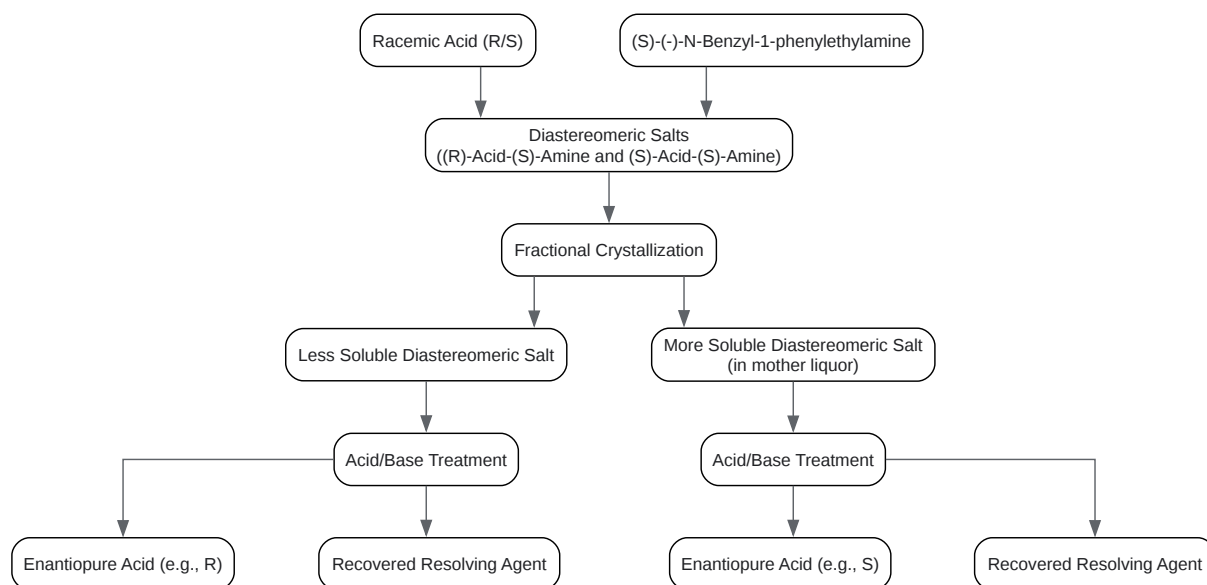 Racemic Acid (R/S)
(S)-(-)-N-Benzyl-1-phenylethylamine
Diastereomeric Salts
((R)-Acid-(S)-Amine and (S)-Acid-(S)-Amine)
Fractional Crystallization
Less Soluble Diastereomeric Salt
More Soluble Diastereomeric Salt
(in mother liquor)
Acid/Base Treatment
Acid/Base Treatment
Enantiopure Acid (e.g., R)
Recovered Resolving Agent
Enantiopure Acid (e.g., S)
Recovered Resolving Agent